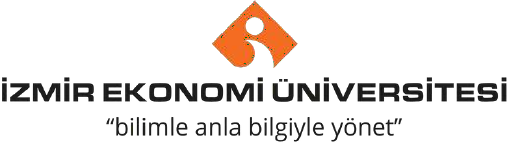 İZMİR EKONOMİ ÜNİVERSİTESİ
“bilimle anla bilgiyle yönet”